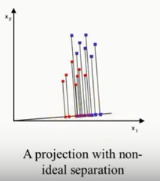 x₂
x₁
A projection with non-
ideal separation